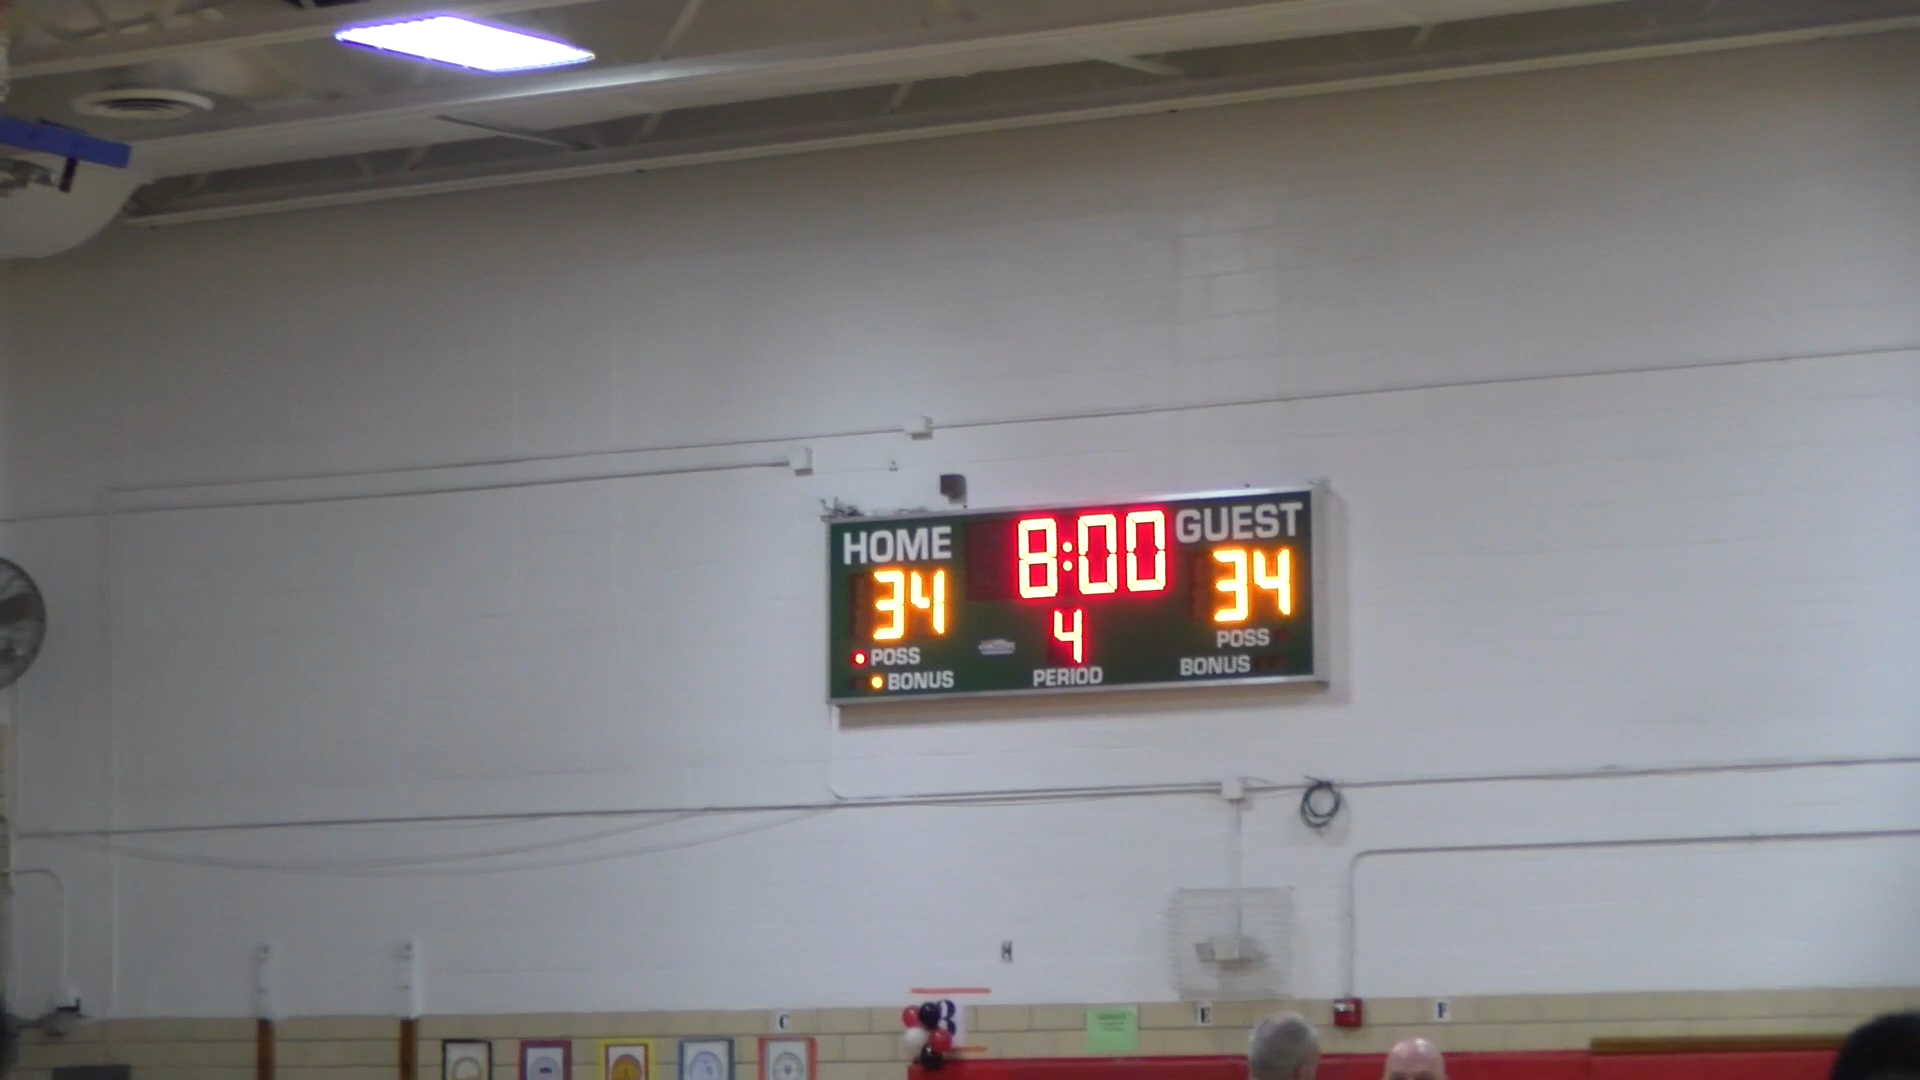 HOME 8:00 GUEST
34 34
4
POSS POSS
BONUS PERIOD BONUS
C E F